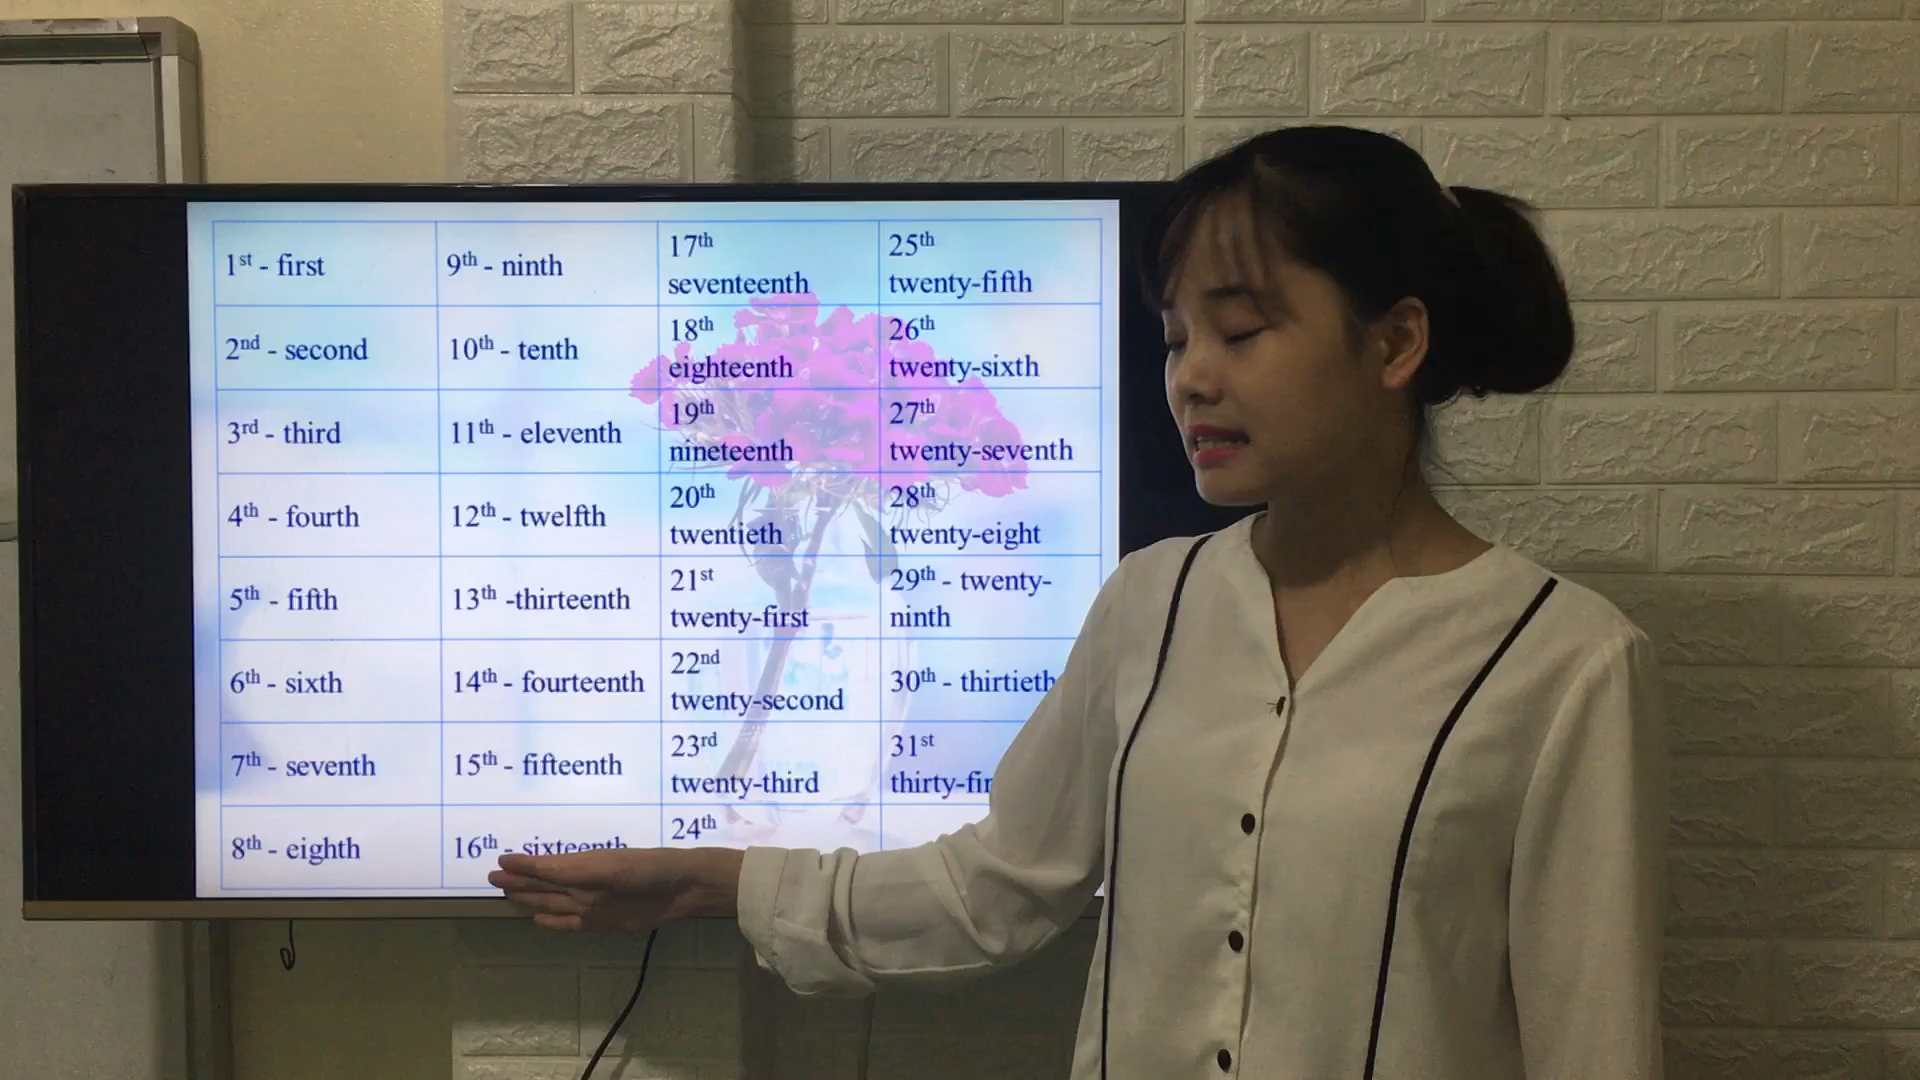 1st - first
2nd - second
3rd - third
4th - fourth
5th - fifth
6th - sixth
7th - seventh
8th - eighth
9th - ninth
10th - tenth
11th - eleventh
12th - twelfth
13th -thirteenth
14th - fourteenth
15th - fifteenth
16th - sixteenth
17th
seventeenth
18th
eighteenth
19th
nineteenth
20th
twentieth
21st
twenty-first
22nd
twenty-second
23rd
twenty-third
24th
25th
twenty-fifth
26th
twenty-sixth
27th
twenty-seventh
28th
twenty-eight
29th - twenty-
ninth
30th - thirtieth
31st
thirty-fir